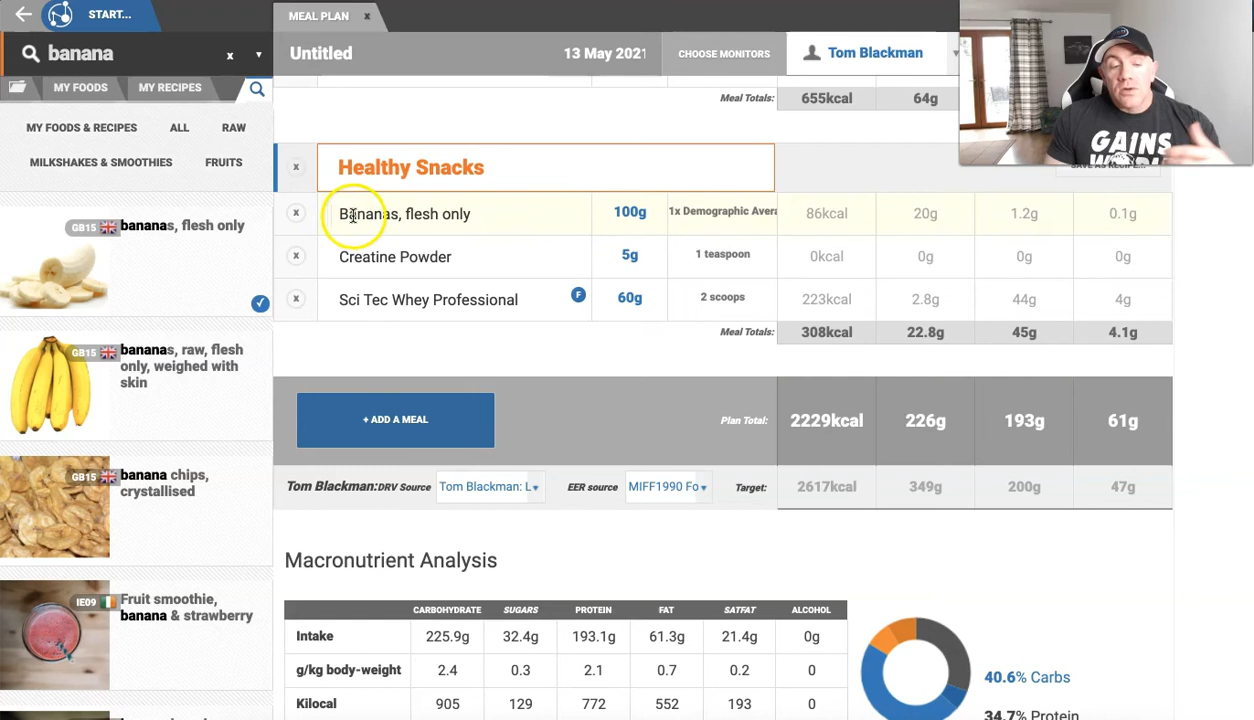 START...
MEAL PLAN x
banana x
Untitled 13 May 2021 CHOOSE MONITORS Tom Blackman
MY FOODS MY RECIPES
MY FOODS & RECIPES ALL RAW
MILKSHAKES & SMOOTHIES FRUITS
GB15 bananas, flesh only
GB15 bananas, raw, flesh
only, weighed with
skin
GB15 banana chips,
crystallised
IE09 Fruit smoothie,
banana & strawberry
Meal Totals: 655kcal 64g
x Healthy Snacks
x Bananas, flesh only 100g 1x Demographic Avera 86kcal 20g 1.2g 0.1g
x Creatine Powder 5g 1 teaspoon 0kcal 0g 0g 0g
x Sci Tec Whey Professional F 60g 2 scoops 223kcal 2.8g 44g 4g
Meal Totals: 308kcal 22.8g 45g 4.1g
+ ADD A MEAL Plan Total: 2229kcal 226g 193g 61g
Tom Blackman: DRV Source Tom Blackman: L EER source MIFF1990 Fo Target: 2617kcal 349g 200g 47g
Macronutrient Analysis
CARBOHYDRATE SUGARS PROTEIN FAT SATFAT ALCOHOL
Intake 225.9g 32.4g 193.1g 61.3g 21.4g 0g
g/kg body-weight 2.4 0.3 2.1 0.7 0.2 0
Kilocal 905 129 772 552 193 0
40.6% Carbs
34.7% Protein
GAINS